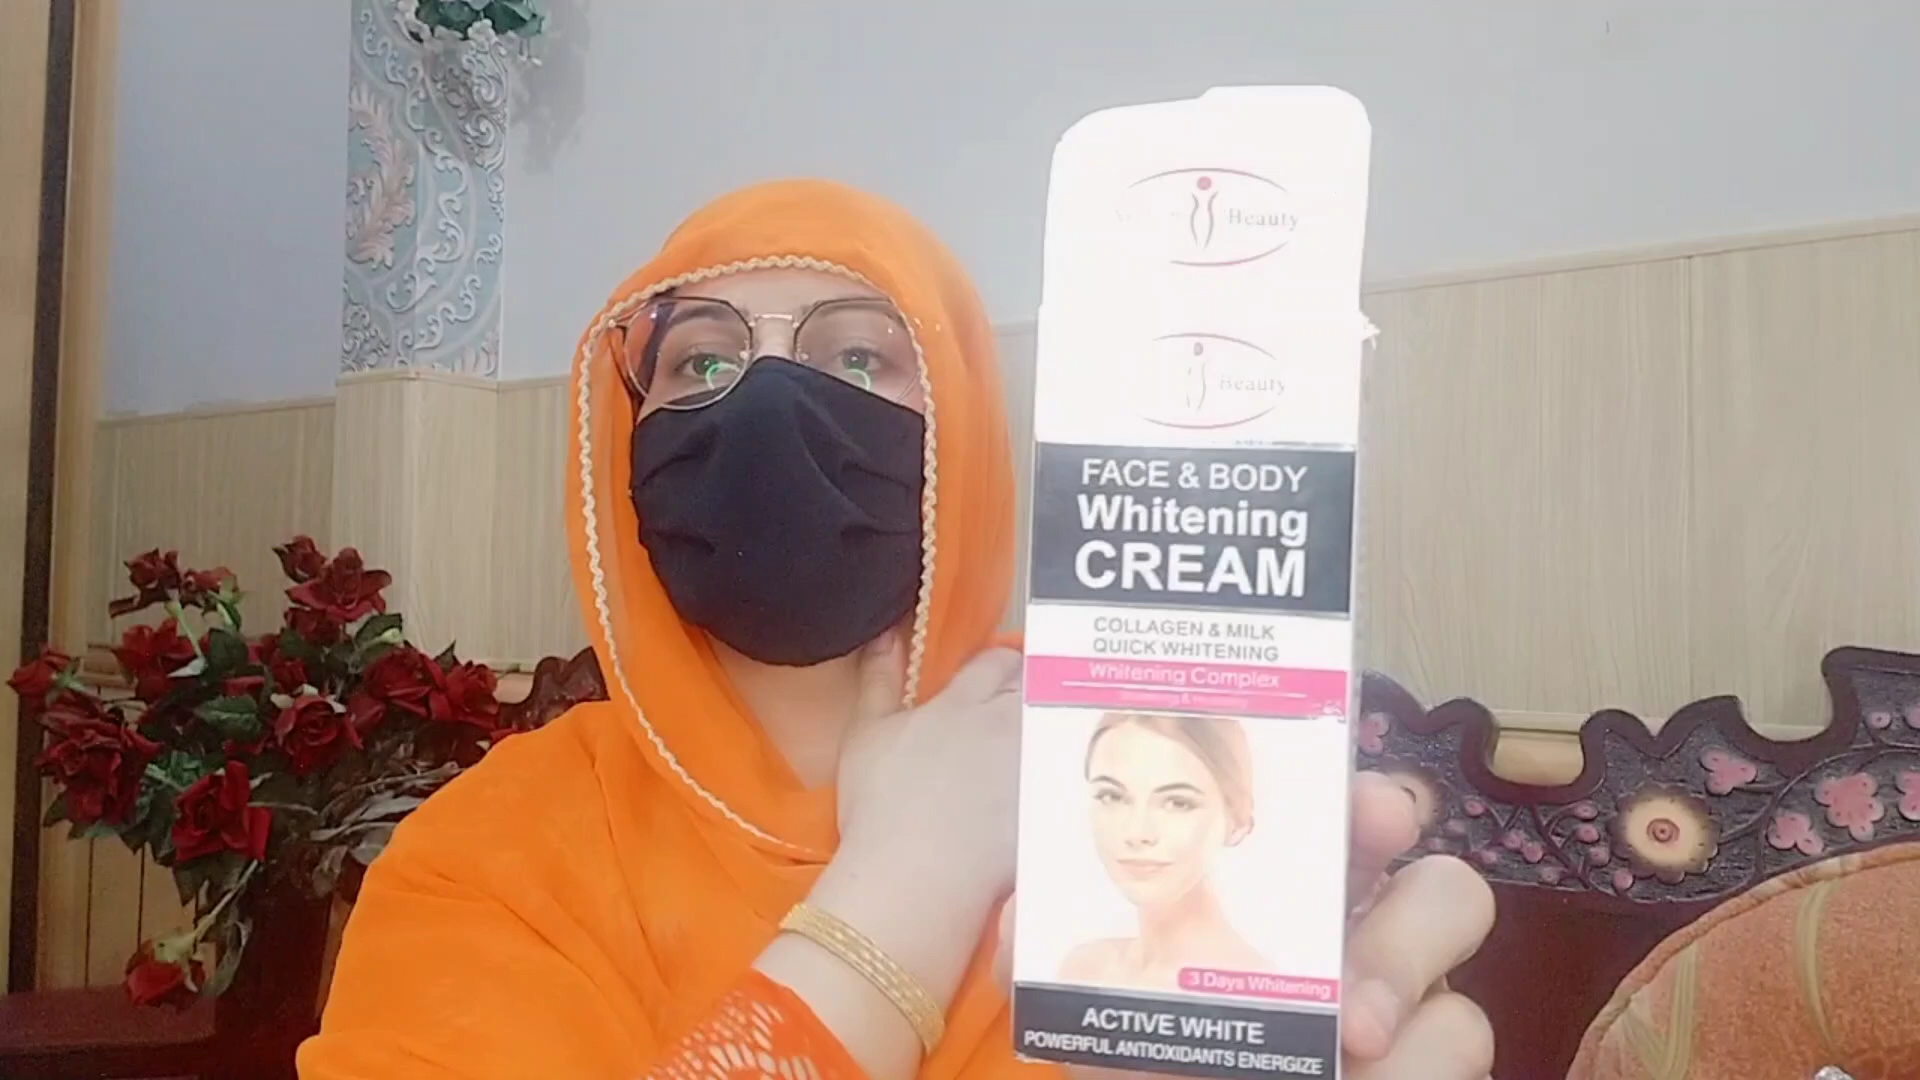 Beauty
Beauty
FACE & BODY
Whitening
CREAM
COLLAGEN & MILK
QUICK WHITENING
Whitening Complex
3 Days Whitening
ACTIVE WHITE
POWERFUL ANTIOXIDANTS ENERGIZE